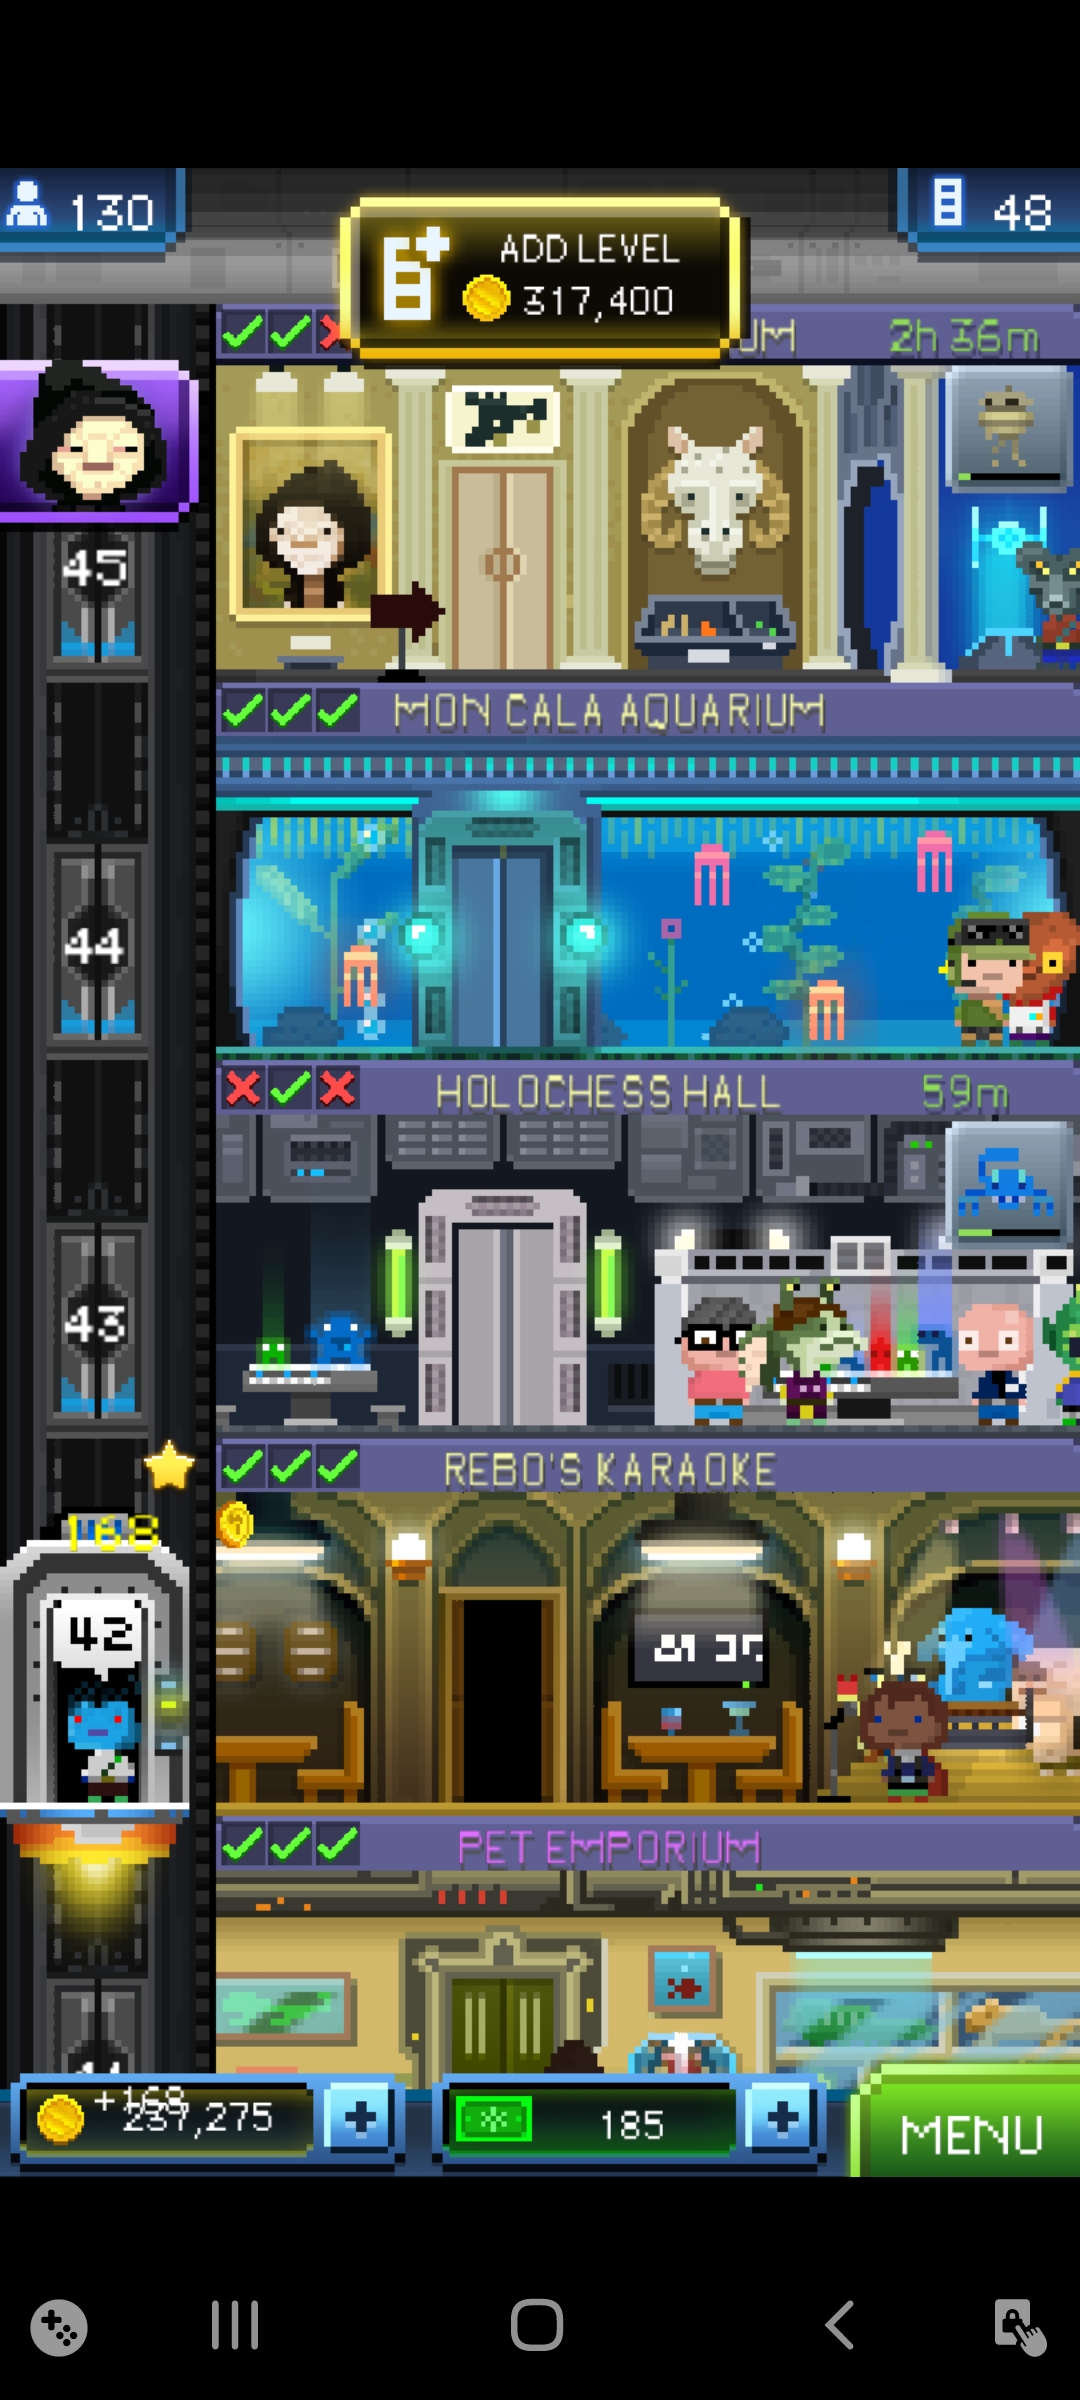 130
ADD LEVEL
317,400
48
UM
2h 36m
45
MON CALA AQUARIUM
44
HOLOCHESS HALL
59m
43
REBO'S KARAOKE
168
42
PET EMPORIUM
+168
237,275
185
MENU